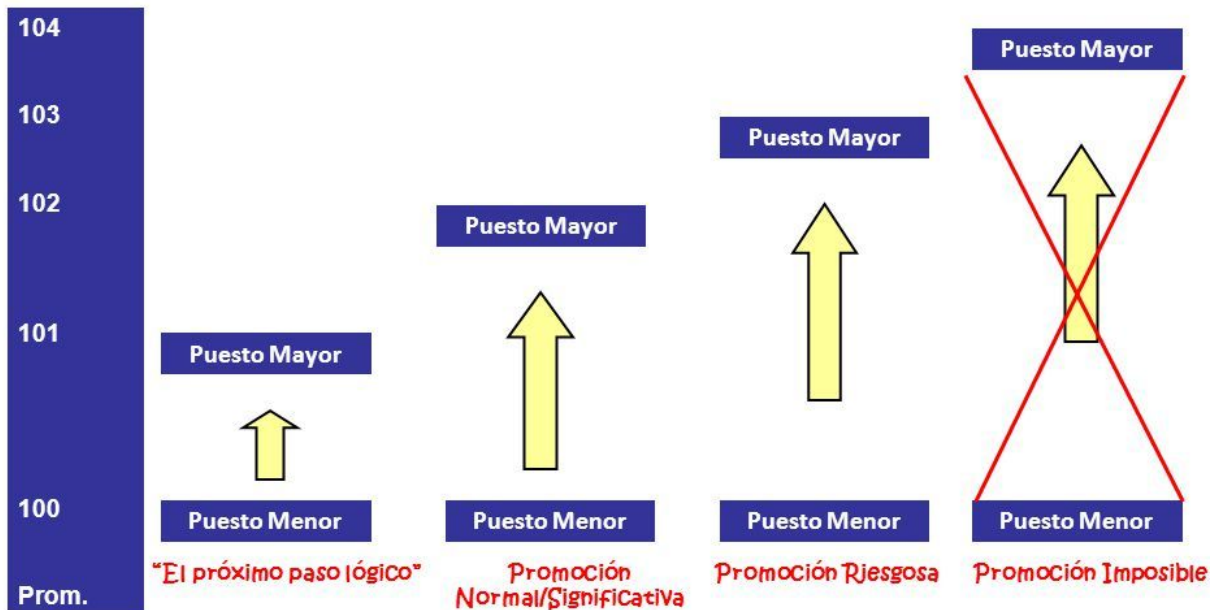 104
103
102
101
100
Prom.
Puesto Mayor
Puesto Menor
“El próximo paso lógico”
Puesto Mayor
Puesto Menor
Promoción
Normal/Significativa
Puesto Mayor
Puesto Menor
Promoción Riesgosa
Puesto Mayor
Puesto Menor
Promoción Imposible